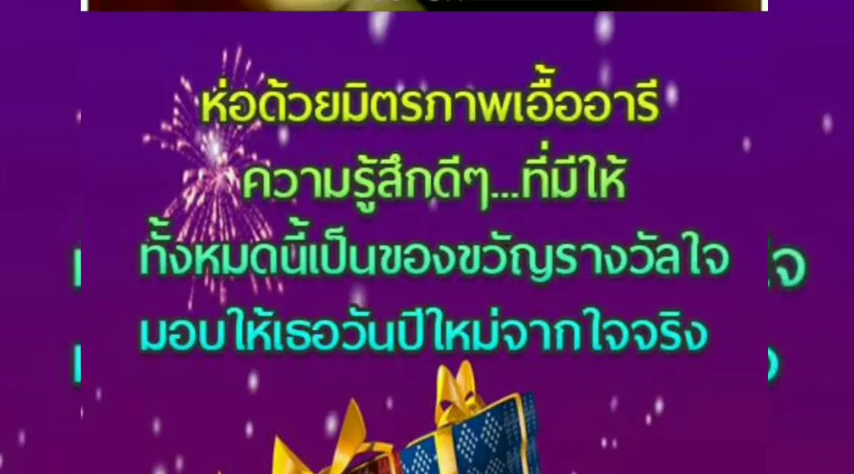 ห่อด้วยมิตรภาพเอื้ออารี
ความรู้สึกดีๆ...ที่มีให้
ทั้งหมดนี้เป็นของขวัญรางวัลใจ
มอบให้เธอวันปีใหม่จากใจจริง